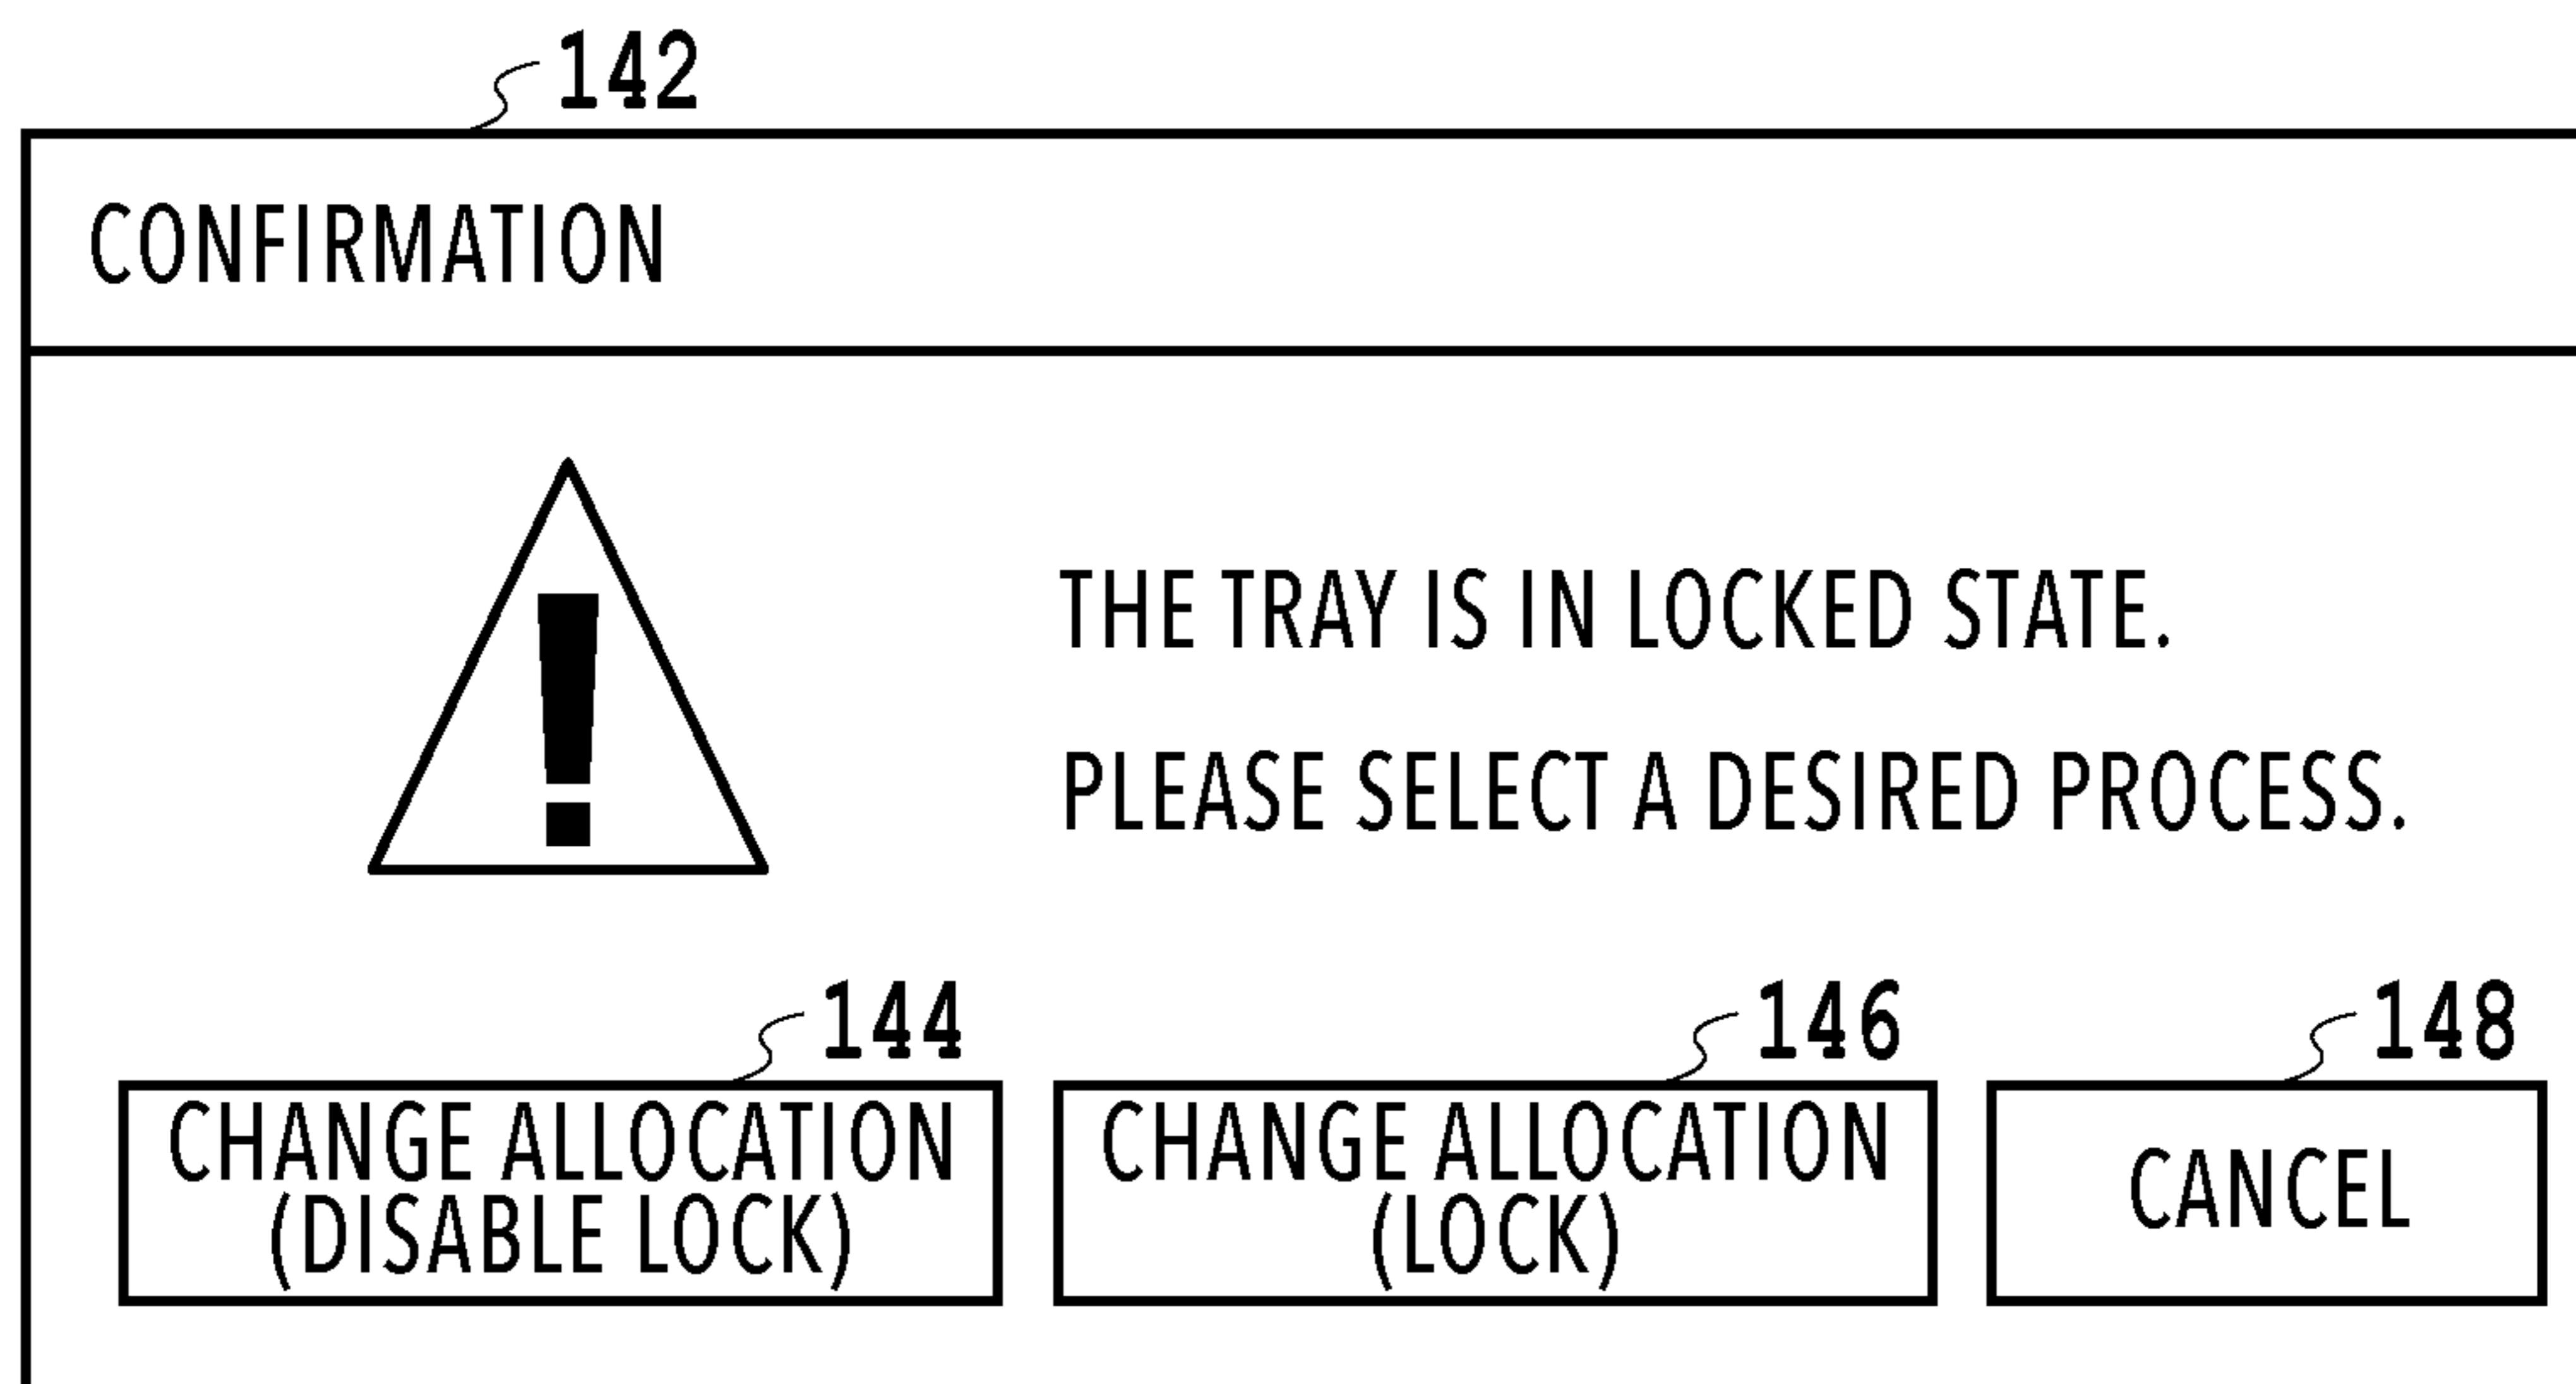 142
CONFIRMATION
!
THE TRAY IS IN LOCKED STATE.
PLEASE SELECT A DESIRED PROCESS.
144
146
148
CHANGE ALLOCATION
(DISABLE LOCK)
CHANGE ALLOCATION
(LOCK)
CANCEL